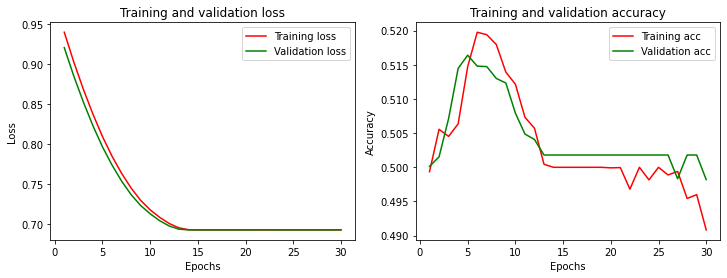 Training and validation loss
0.95
0.90
0.85
0.80
0.75
0.70
Loss
Training loss
Validation loss
0 5 10 15 20 25 30
Epochs
Training and validation accuracy
0.520
0.515
0.510
0.505
0.500
0.495
0.490
Accuracy
Training acc
Validation acc
0 5 10 15 20 25 30
Epochs